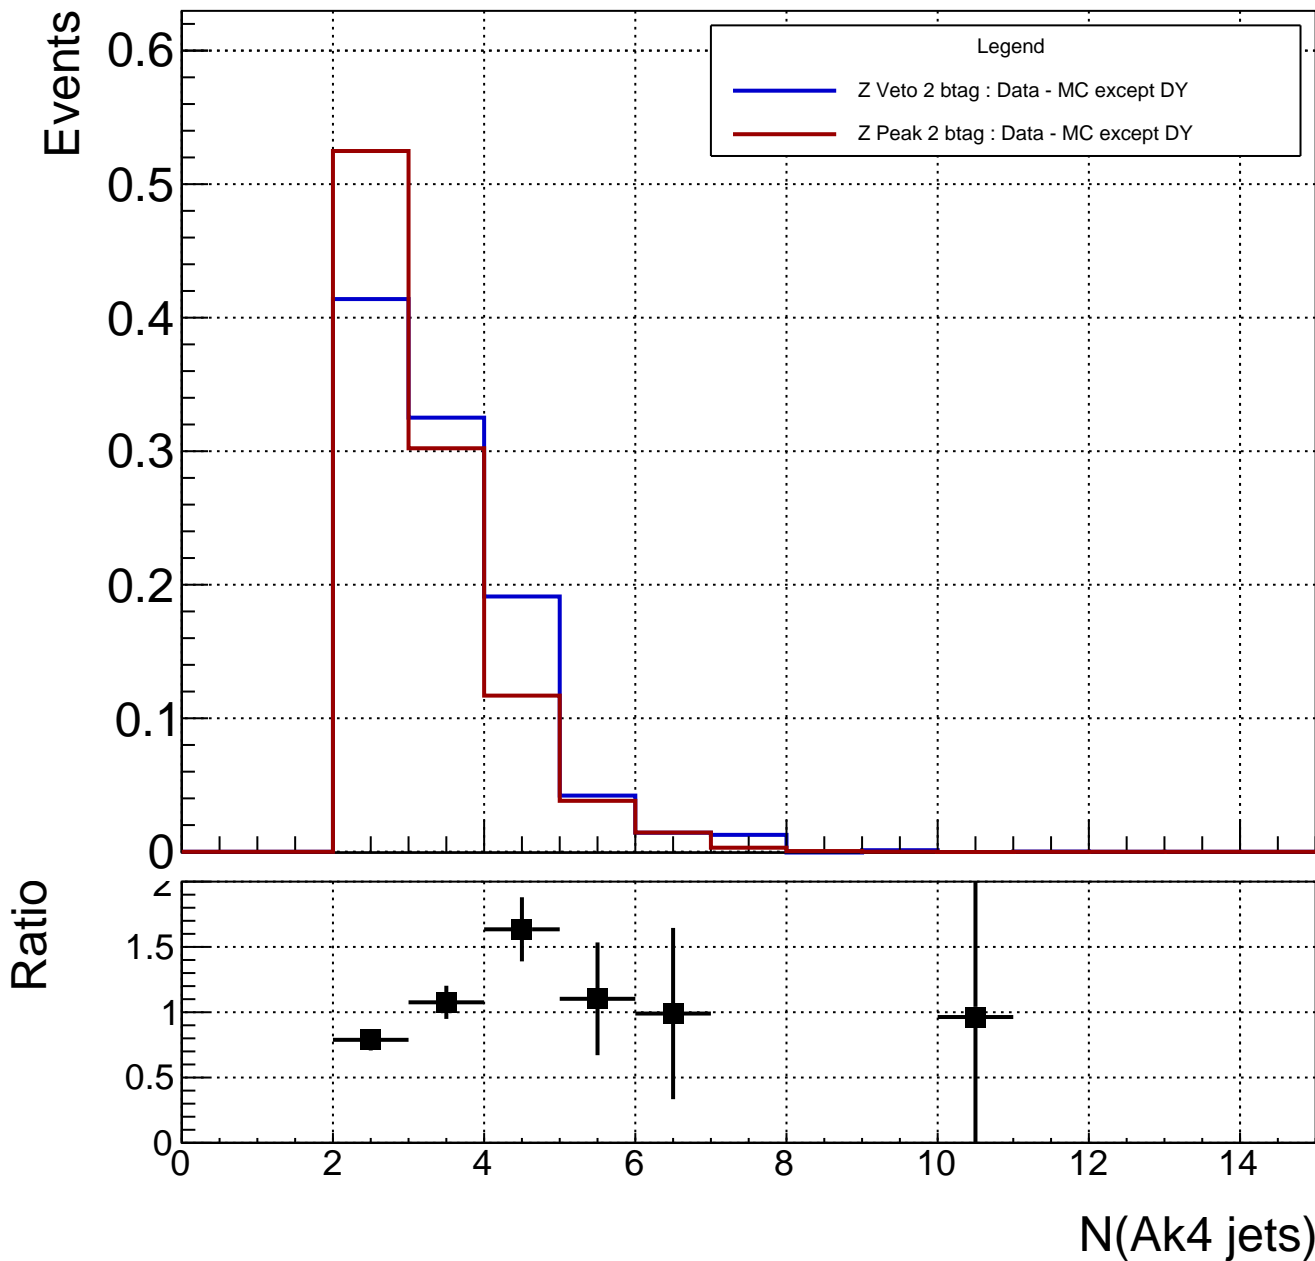 Events
0.6
0.5
0.4
0.3
0.2
0.1
0
Legend
Z Veto 2 btag : Data - MC except DY
Z Peak 2 btag : Data - MC except DY
Ratio
2
1.5
1
0.5
0
0 2 4 6 8 10 12 14
N(Ak4 jets)